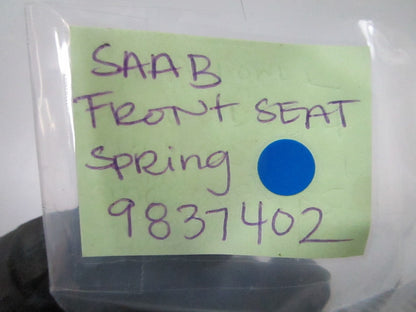 SAAB
FRONT SEAT
SPRING
9837402